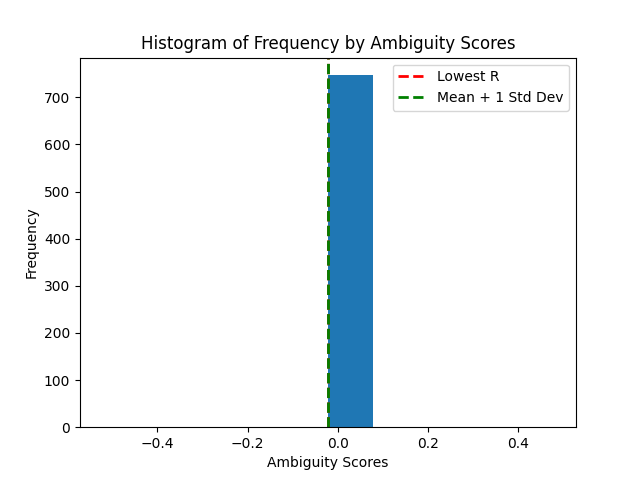 Histogram of Frequency by Ambiguity Scores
Lowest R
Mean + 1 Std Dev
700
600
500
400
300
200
100
0
Frequency
−0.4
−0.2
0.0
0.2
0.4
Ambiguity Scores